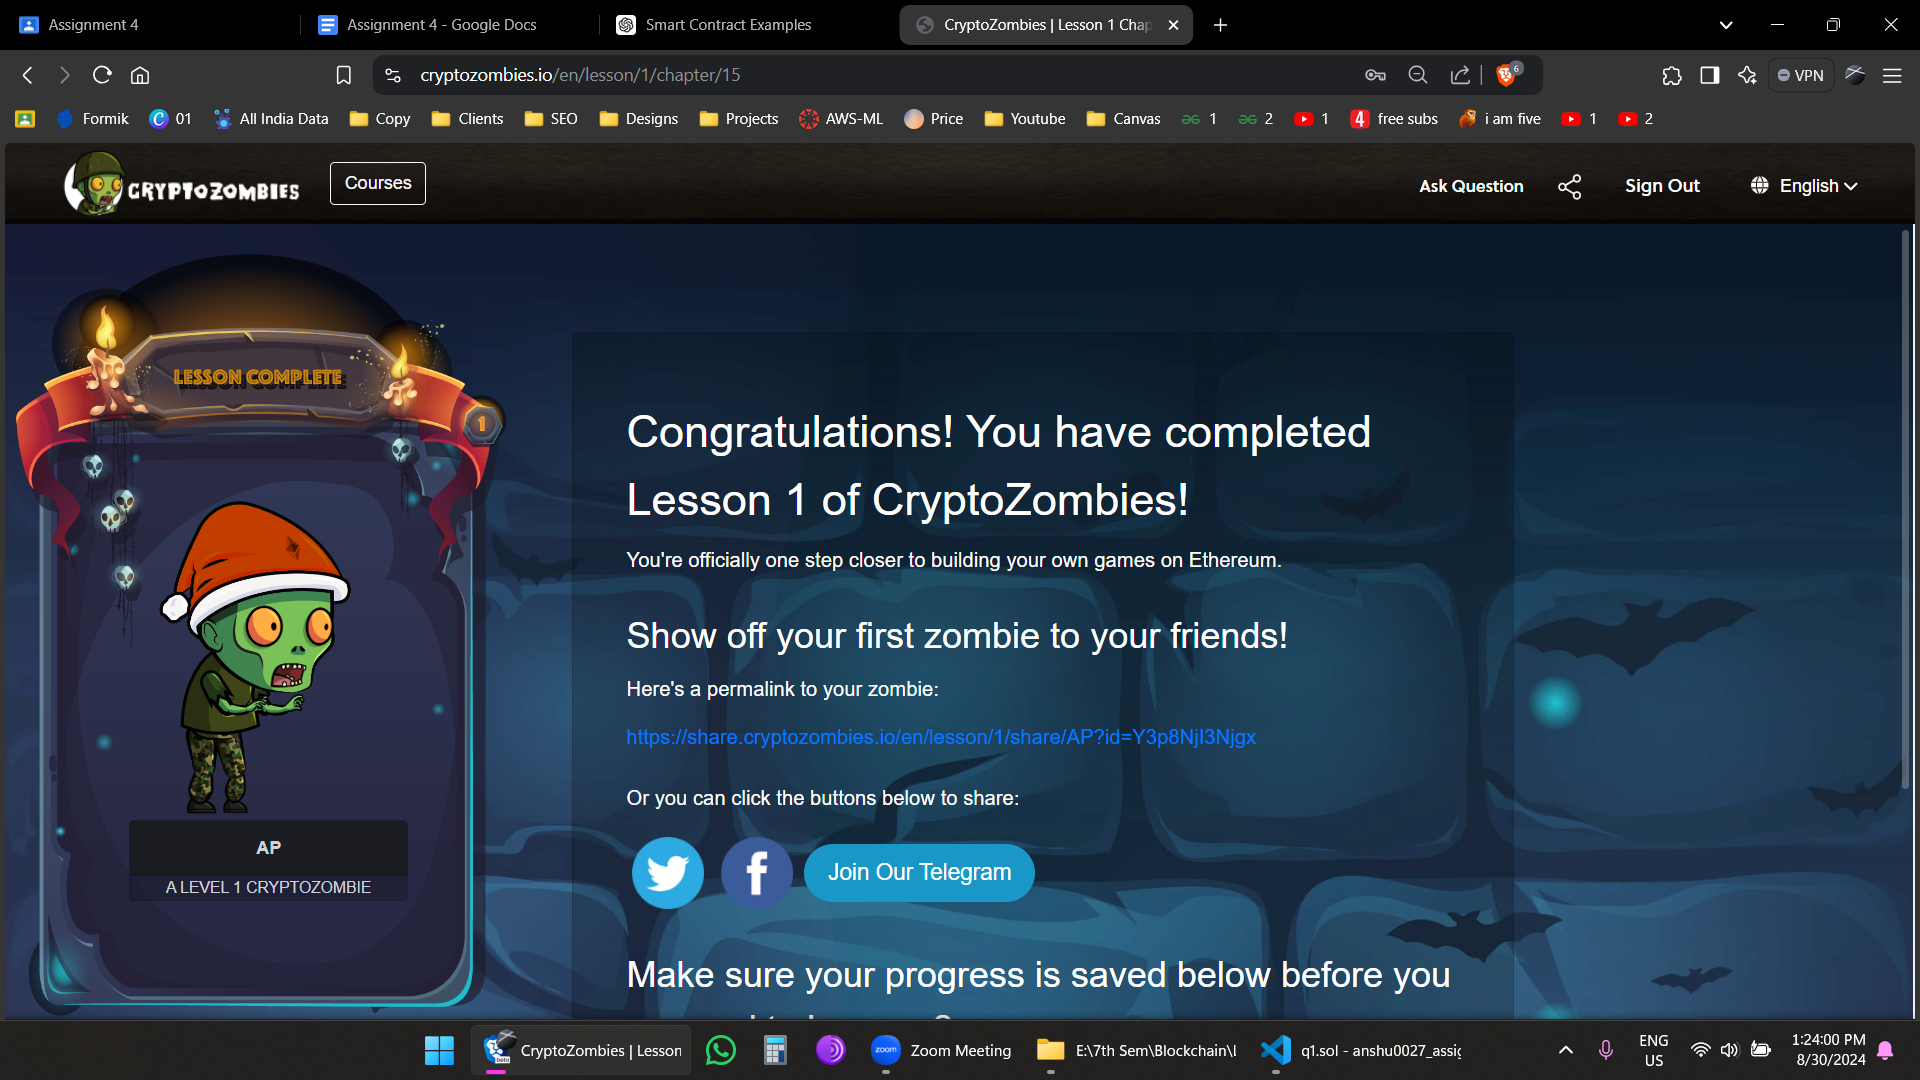 Assignment 4
Assignment 4 - Google Docs
Smart Contract Examples
CryptoZombies | Lesson 1 Chap
cryptozombies.io/en/lesson/1/chapter/15
6
VPN
Formik
01
All India Data
Copy
Clients
SEO
Designs
Projects
AWS-ML
Price
Youtube
Canvas
1
2
1
free subs
i am five
1
2
CRYPTOZOMBIES
Courses
Ask Question
Sign Out
English
LESSON COMPLETE
1
AP
A LEVEL 1 CRYPTOZOMBIE
Congratulations! You have completed
Lesson 1 of CryptoZombies!
You're officially one step closer to building your own games on Ethereum.
Show off your first zombie to your friends!
Here's a permalink to your zombie:
https://share.cryptozombies.io/en/lesson/1/share/AP?id=Y3p8NjI3Njgx
Or you can click the buttons below to share:
Join Our Telegram
Make sure your progress is saved below before you
CryptoZombies | Lesson
zoom
Zoom Meeting
E:\7th Sem\Blockchain\
q1.sol - anshu0027_assi
ENG
US
1:24:00 PM
8/30/2024